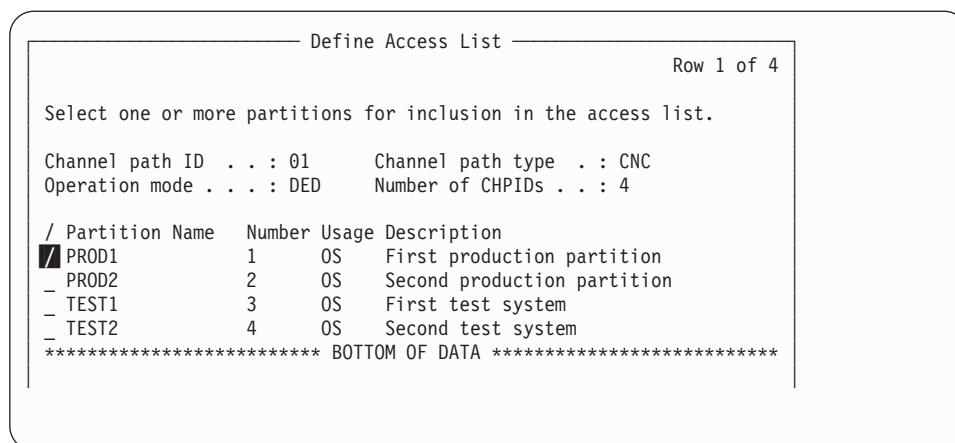 Define Access List
Row 1 of 4
Select one or more partitions for inclusion in the access list.
Channel path ID . . : 01 Channel path type . : CNC
Operation mode . . . : DED Number of CHPIDs . . : 4
/ Partition Name Number Usage Description
/ PROD1 1 OS First production partition
_ PROD2 2 OS Second production partition
_ TEST1 3 OS First test system
_ TEST2 4 OS Second test system
************************** BOTTOM OF DATA ***************************